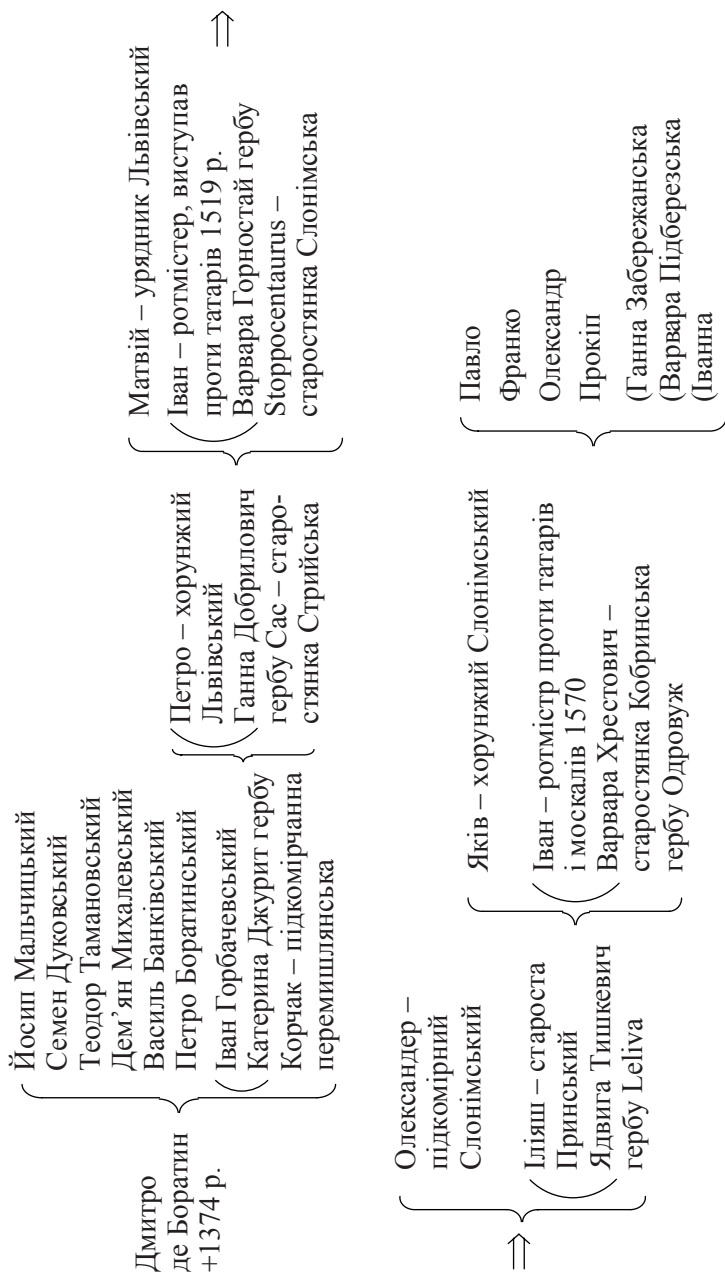 Дмитро
де Боратин
+1374 р.
Йосип Мальчицький
Семен Дуковський
Теодор Тамановський
Дем’ян Михалевський
Василь Банківський
Петро Боратинський
Іван Горбачевський
Катерина Джурит гербу
Корчак – підкомірчанна
перемишлянська
Петро – хорунжий
Львівський
Ганна Добрилович
гербу Сас – старо-
стянка Стрийська
Матвій – урядник Львівський
Іван – ротмістер, виступав
проти татарів 1519 р.
Варвара Горностай гербу
Stoppocentaurus –
старостянка Слонімська
⇒
⇒
Олександер –
підкомірний
Слонімський
Іліяш – староста
Принський
Ядвига Тишкевич
гербу Leliva
Яків – хорунжий Слонімський
Іван – ротмістр проти татарів
і москалів 1570
Варвара Хрестович –
старостянка Кобринська
гербу Одровуж
Павло
Франко
Олександр
Прокіп
(Ганна Забережанська
(Варвара Підберезська
(Іванна